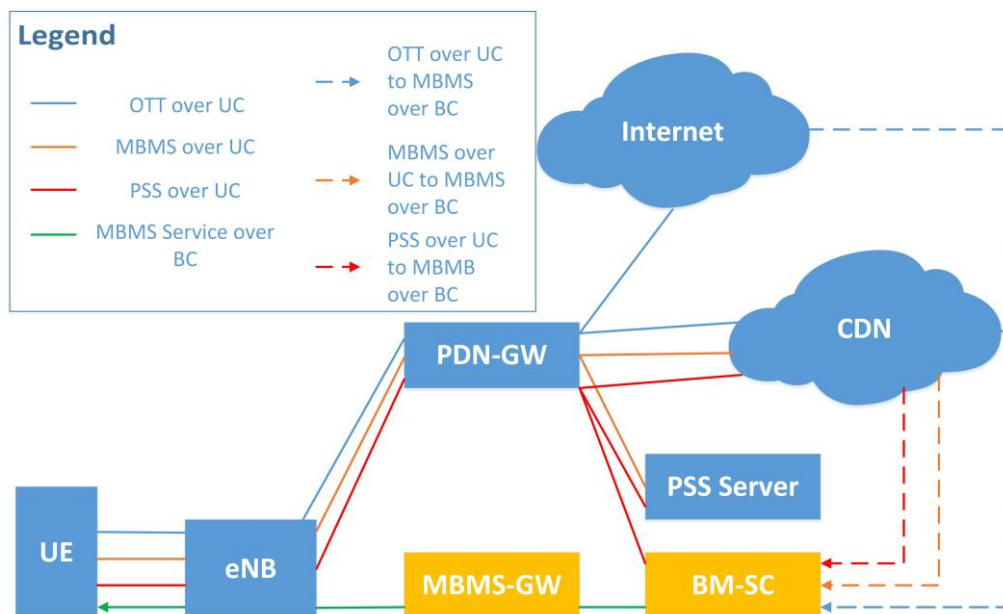 Legend
OTT over UC
MBMS over UC
PSS over UC
MBMS Service over
BC
OTT over UC
to MBMS
over BC
MBMS over
UC to MBMS
over BC
PSS over UC
to MBMB
over BC
Internet
CDN
PDN-GW
PSS Server
UE
eNB
MBMS-GW
BM-SC